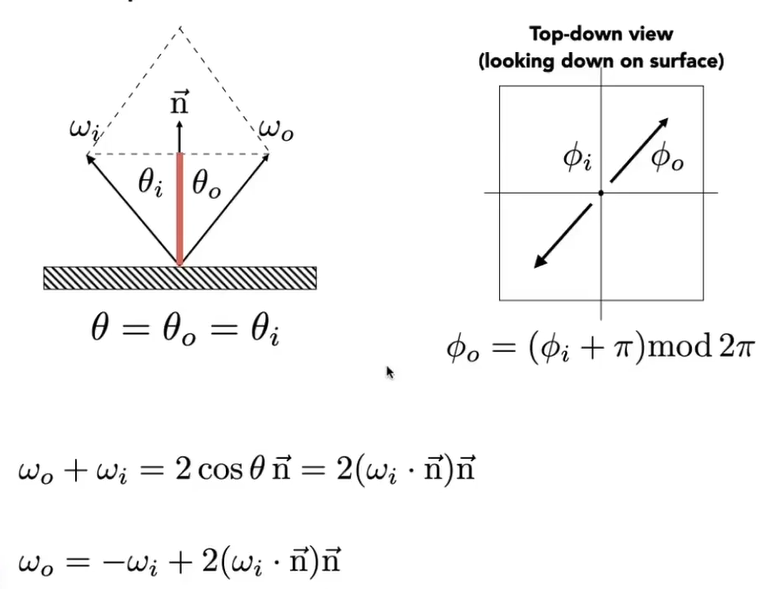 Top-down view
(looking down on surface)
n⃗
ωᵢ
ωₒ
θᵢ
θₒ
ϕᵢ
ϕₒ
θ = θₒ = θᵢ
ϕₒ = (ϕᵢ + π)mod 2π
ωₒ + ωᵢ = 2 cos θ n⃗ = 2(ωᵢ · n⃗)n⃗
ωₒ = −ωᵢ + 2(ωᵢ · n⃗)n⃗